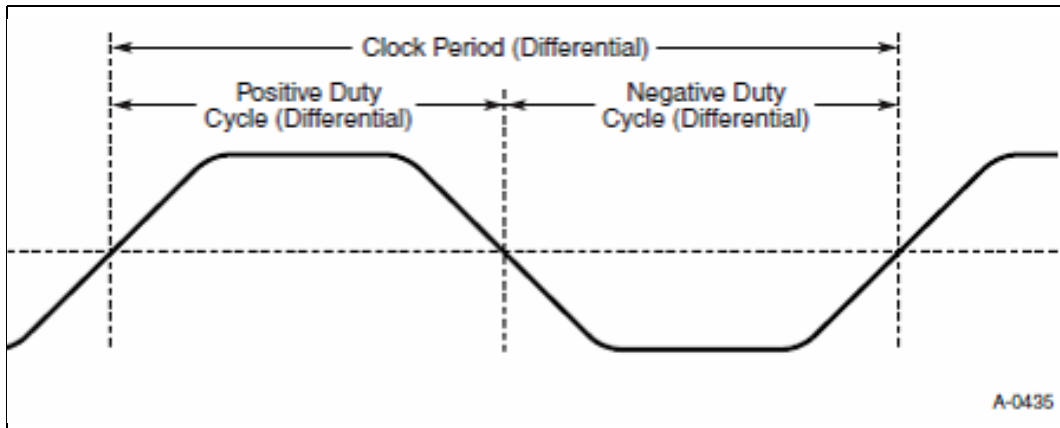 Clock Period (Differential)
Positive Duty
Cycle (Differential)
Negative Duty
Cycle (Differential)
A-0435